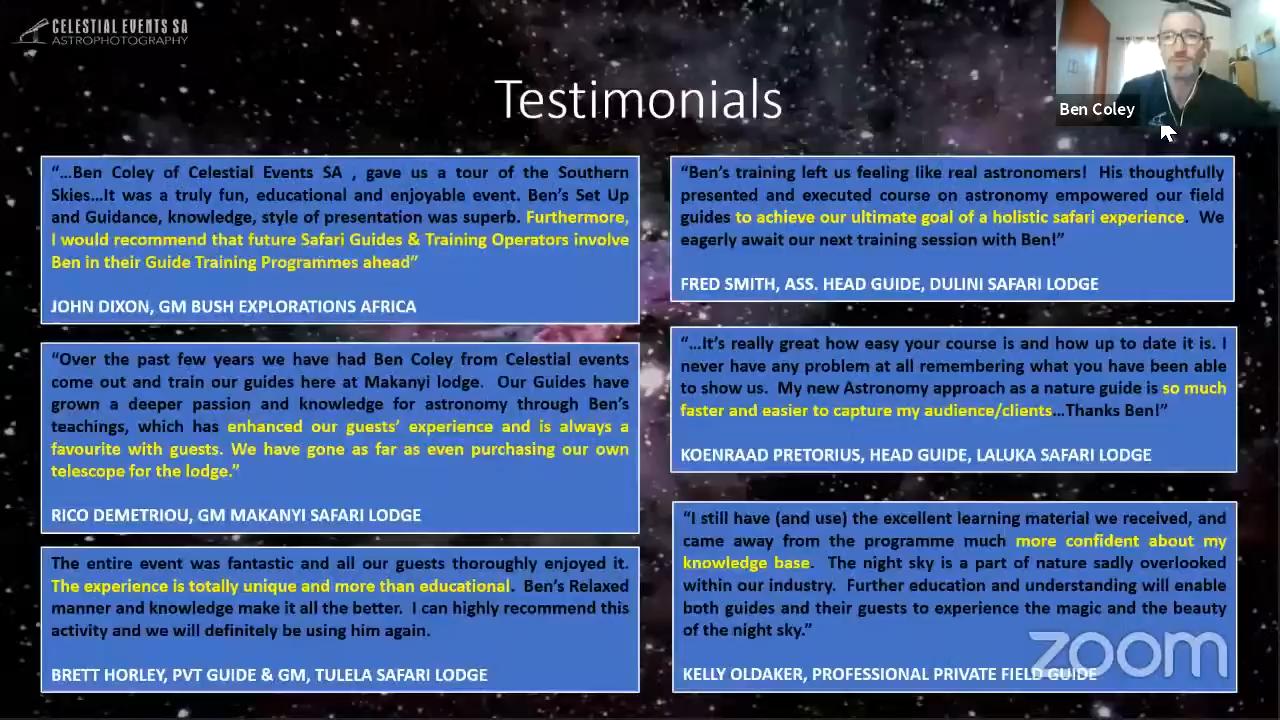 CELESTIAL EVENTS SA
ASTROPHOTOGRAPHY
Ben Coley
Testimonials
“...Ben Coley of Celestial Events SA , gave us a tour of the Southern
Skies...It was a truly fun, educational and enjoyable event. Ben’s Set Up
and Guidance, knowledge, style of presentation was superb. Furthermore,
I would recommend that future Safari Guides & Training Operators involve
Ben in their Guide Training Programmes ahead”
JOHN DIXON, GM BUSH EXPLORATIONS AFRICA
“Over the past few years we have had Ben Coley from Celestial events
come out and train our guides here at Makanyi lodge. Our Guides have
grown a deeper passion and knowledge for astronomy through Ben’s
teachings, which has enhanced our guests’ experience and is always a
favourite with guests. We have gone as far as even purchasing our own
telescope for the lodge.”
RICO DEMETRIOU, GM MAKANYI SAFARI LODGE
The entire event was fantastic and all our guests thoroughly enjoyed it.
The experience is totally unique and more than educational. Ben’s Relaxed
manner and knowledge make it all the better. I can highly recommend this
activity and we will definitely be using him again.
BRETT HORLEY, PVT GUIDE & GM, TULELA SAFARI LODGE
“Ben’s training left us feeling like real astronomers! His thoughtfully
presented and executed course on astronomy empowered our field
guides to achieve our ultimate goal of a holistic safari experience. We
eagerly await our next training session with Ben!”
FRED SMITH, ASS. HEAD GUIDE, DULINI SAFARI LODGE
“...It’s really great how easy your course is and how up to date it is. I
never have any problem at all remembering what you have been able
to show us. My new Astronomy approach as a nature guide is so much
faster and easier to capture my audience/clients...Thanks Ben!”
KOENRAAD PRETORIUS, HEAD GUIDE, LALUKA SAFARI LODGE
“I still have (and use) the excellent learning material we received, and
came away from the programme much more confident about my
knowledge base. The night sky is a part of nature sadly overlooked
within our industry. Further education and understanding will enable
both guides and their guests to experience the magic and the beauty
of the night sky.”
KELLY OLDAKER, PROFESSIONAL PRIVATE FIELD GUIDE
zoom